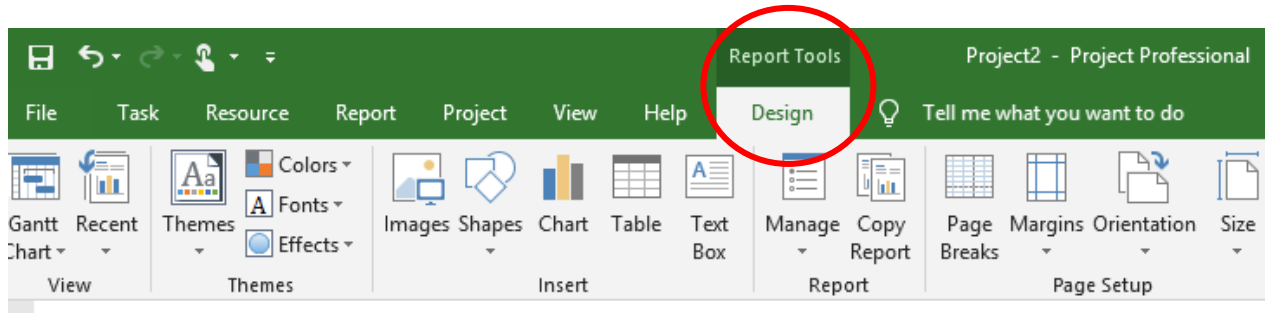 Report Tools
Project2 - Project Professional
File Task Resource Report Project View Help Design Tell me what you want to do
Aa
Colors
A Fonts
Effects
A
Gantt Recent Themes Images Shapes Chart Table Text Manage Copy Page Margins Orientation Size
Chart Box Report Breaks
View Themes Insert Report Page Setup